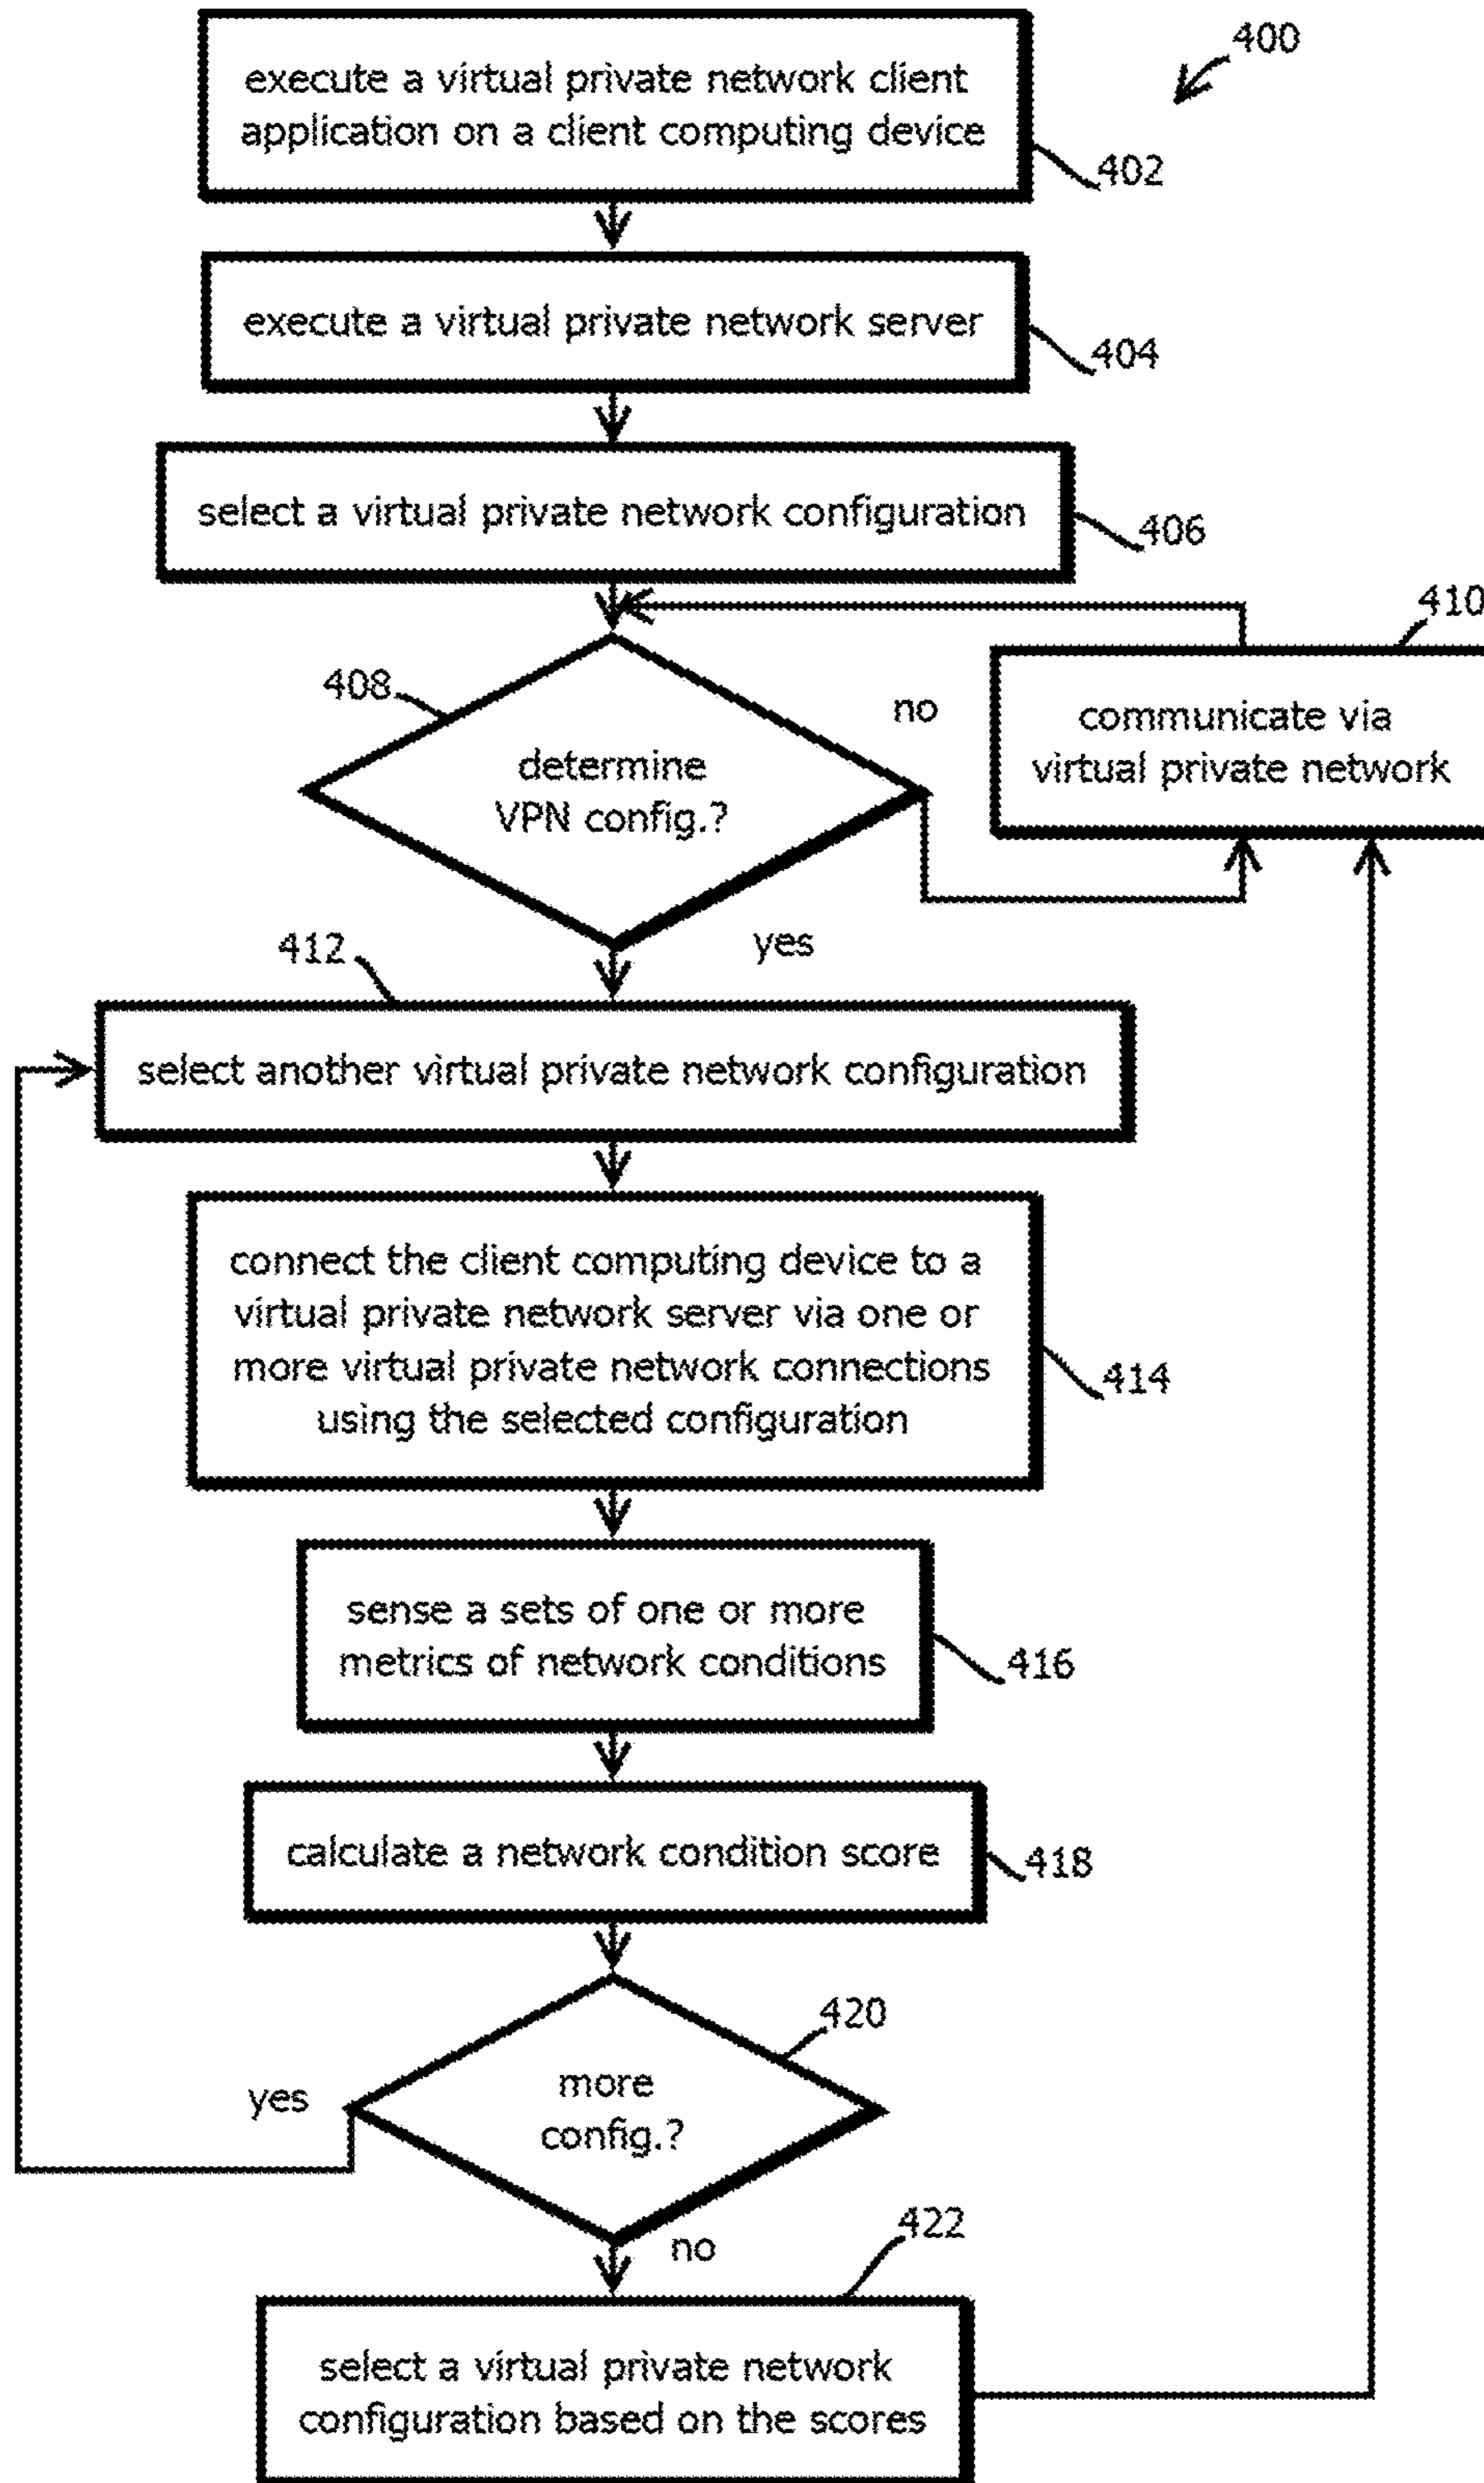 400
execute a virtual private network client
application on a client computing device
402
execute a virtual private network server
404
select a virtual private network configuration
406
410
communicate via
virtual private network
408
no
determine
VPN config.?
yes
412
select another virtual private network configuration
connect the client computing device to a
virtual private network server via one or
more virtual private network connections
using the selected configuration
414
sense a sets of one or more
metrics of network conditions
416
calculate a network condition score
418
420
more
config.?
yes
no
422
select a virtual private network
configuration based on the scores